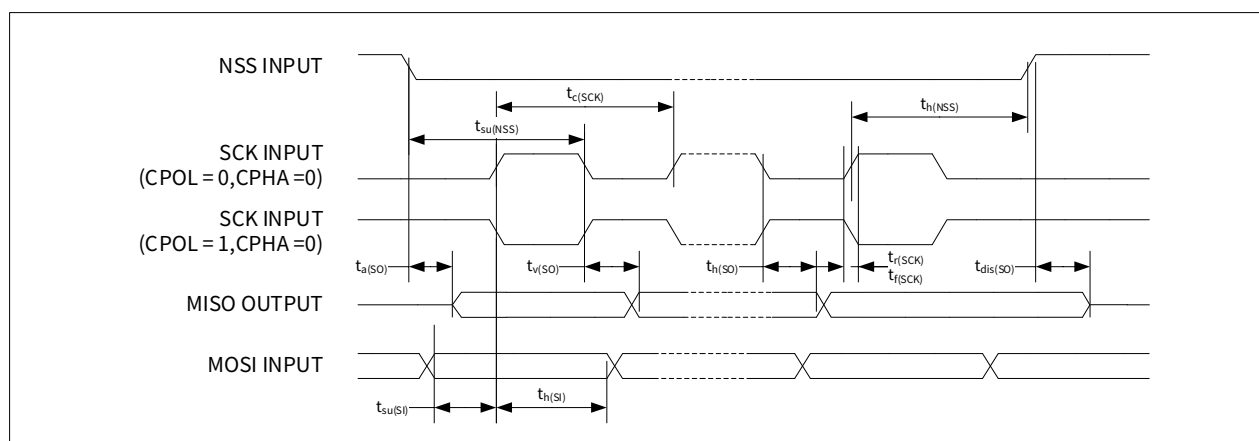 NSS INPUT
tc(SCK)
th(NSS)
tsu(NSS)
SCK INPUT
(CPOL = 0,CPHA =0)
SCK INPUT
(CPOL = 1,CPHA =0)
ta(SO)
tv(SO)
th(SO)
tr(SCK)
tf(SCK)
tdis(SO)
MISO OUTPUT
MOSI INPUT
tsu(SI)
th(SI)